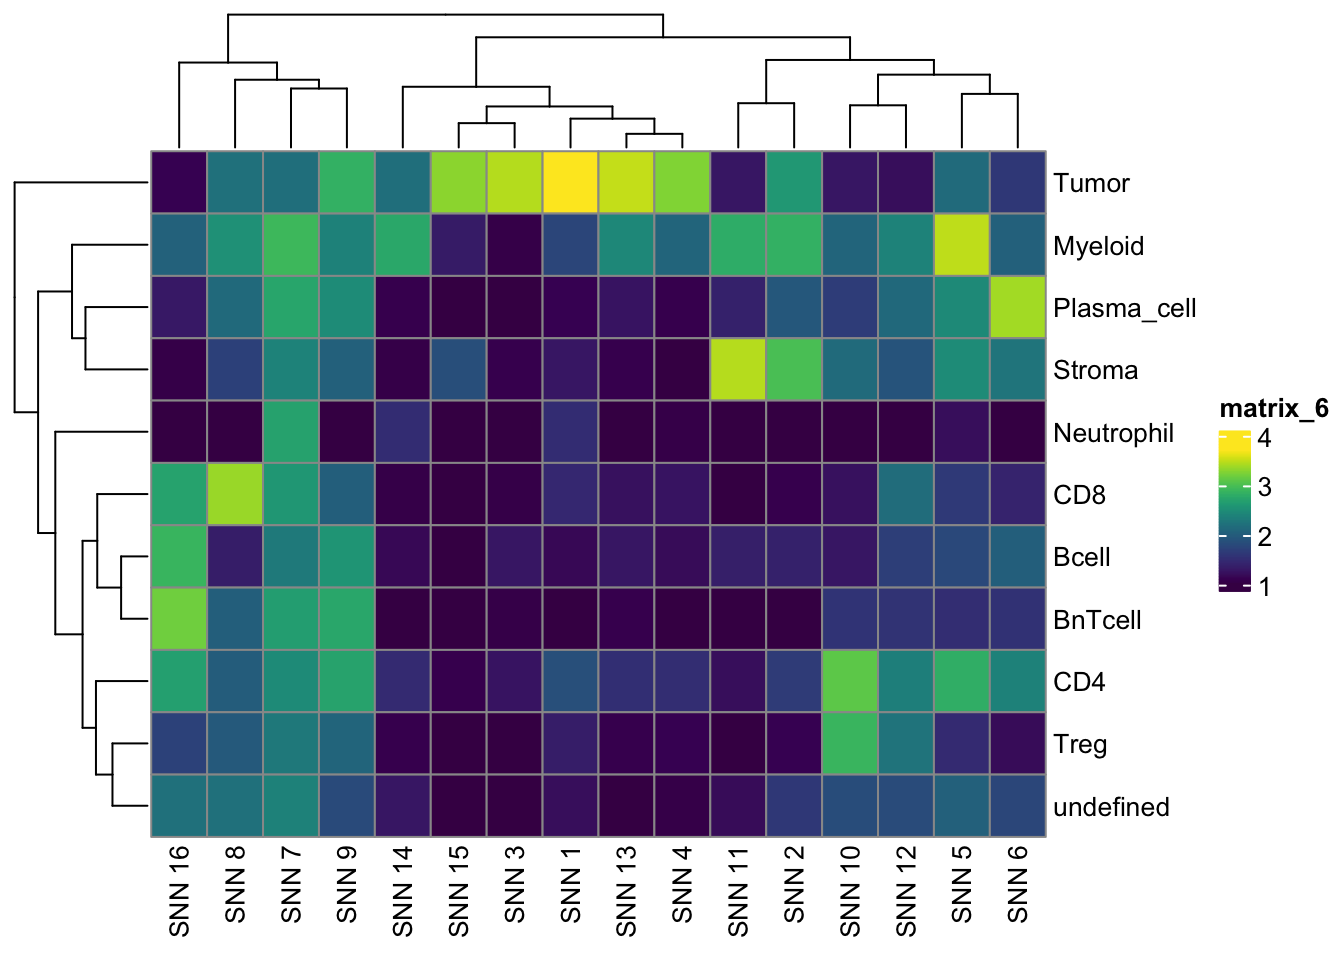 Tumor
Myeloid
Plasma_cell
Stroma
Neutrophil
CD8
Bcell
BnTcell
CD4
Treg
undefined
matrix_6
4
3
2
1
SNN 16
SNN 8
SNN 7
SNN 9
SNN 14
SNN 15
SNN 3
SNN 1
SNN 13
SNN 4
SNN 11
SNN 2
SNN 10
SNN 12
SNN 5
SNN 6